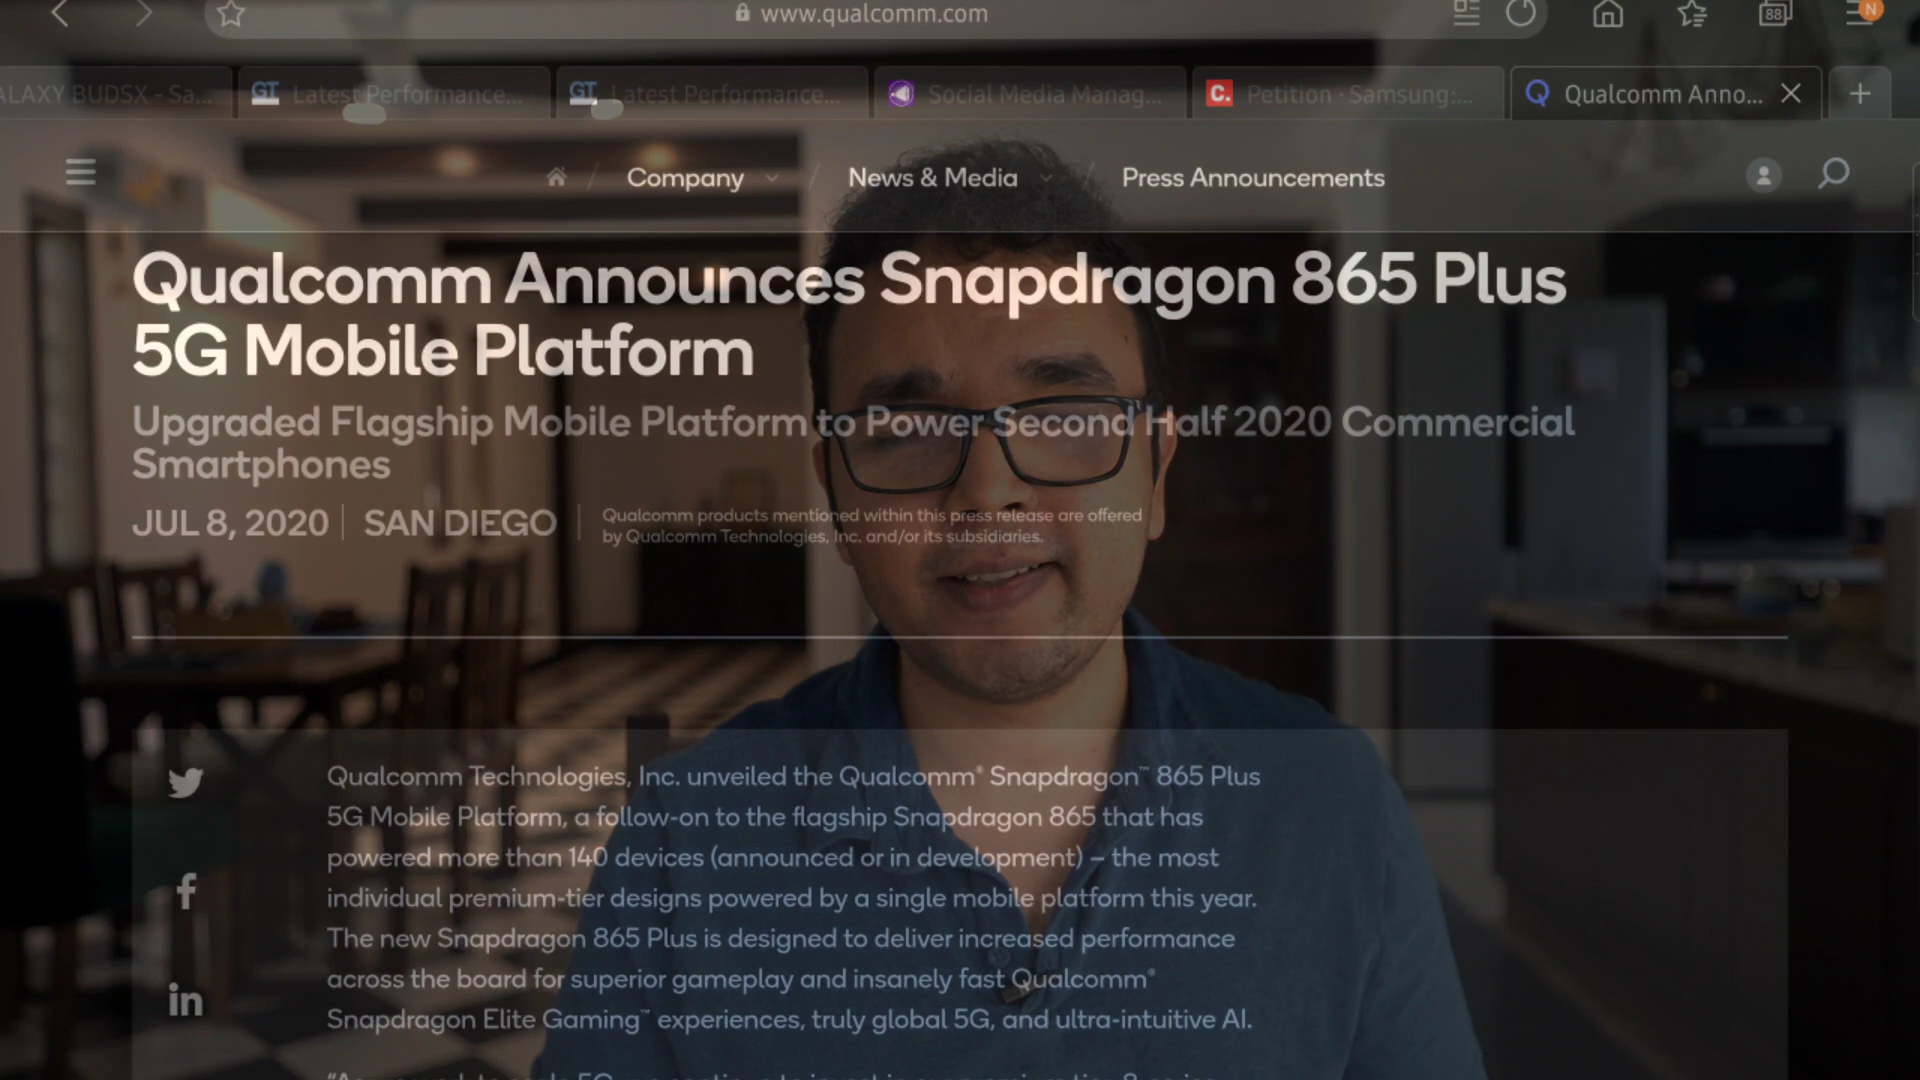 www.qualcomm.com
88
N
ALAXY BUDSX - Sa...
GT Latest Performance...
GT Latest Performance...
Social Media Manag...
C. Petition - Samsung:...
Qualcomm Anno...
Company / News & Media / Press Announcements
Qualcomm Announces Snapdragon 865 Plus
5G Mobile Platform
Upgraded Flagship Mobile Platform to Power Second Half 2020 Commercial
Smartphones
JUL 8, 2020 | SAN DIEGO
Qualcomm products mentioned within this press release are offered
by Qualcomm Technologies, Inc. and/or its subsidiaries.
Qualcomm Technologies, Inc. unveiled the Qualcomm® Snapdragon™ 865 Plus
5G Mobile Platform, a follow-on to the flagship Snapdragon 865 that has
powered more than 140 devices (announced or in development) – the most
individual premium-tier designs powered by a single mobile platform this year.
The new Snapdragon 865 Plus is designed to deliver increased performance
across the board for superior gameplay and insanely fast Qualcomm®
Snapdragon Elite Gaming™ experiences, truly global 5G, and ultra-intuitive AI.